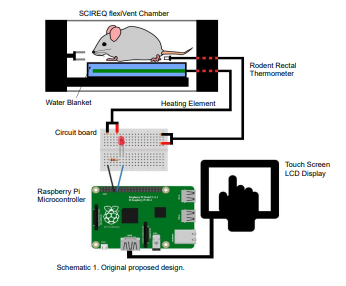 SCIREQ flexiVent Chamber
Rodent Rectal
Thermometer
Water Blanket
Heating Element
Circuit board
Touch Screen
LCD Display
Raspberry Pi
Microcontroller
Schematic 1. Original proposed design.